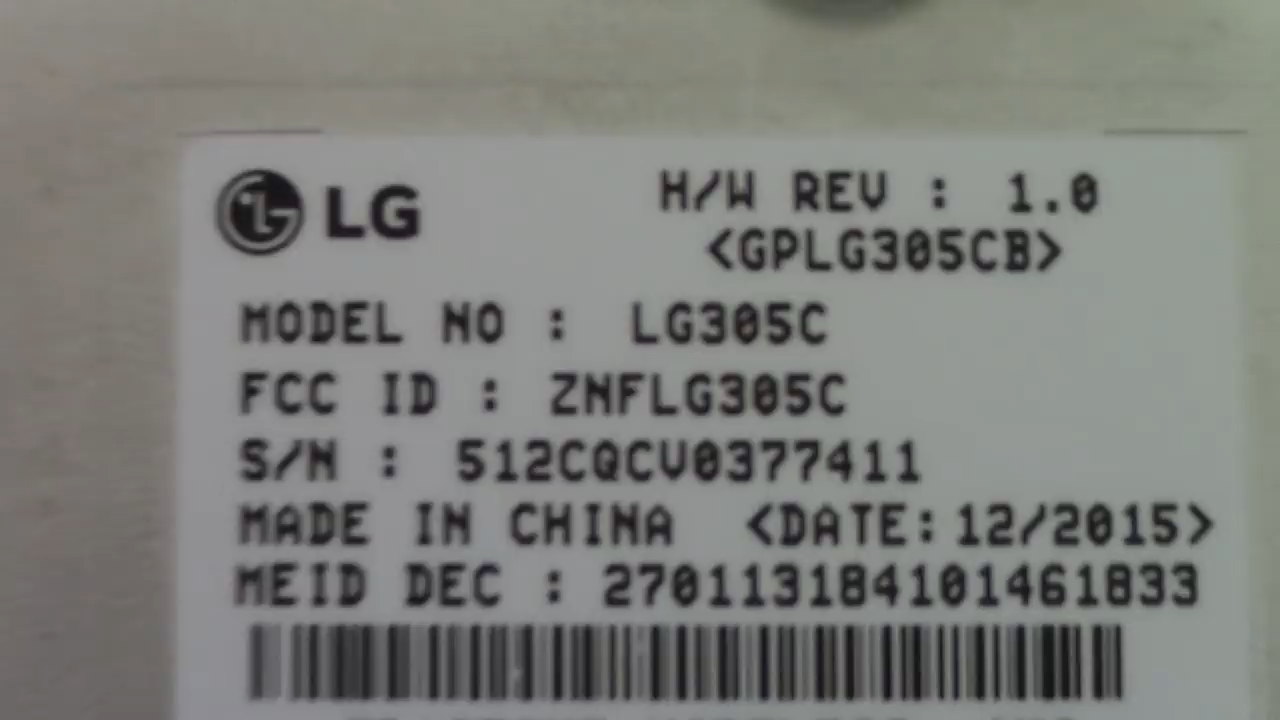 LG H/W REV : 1.0
<GPLG305CB>
MODEL NO : LG305C
FCC ID : ZNFLG305C
S/N : 512CQCV0377411
MADE IN CHINA <DATE:12/2015>
MEID DEC : 270113184101461833